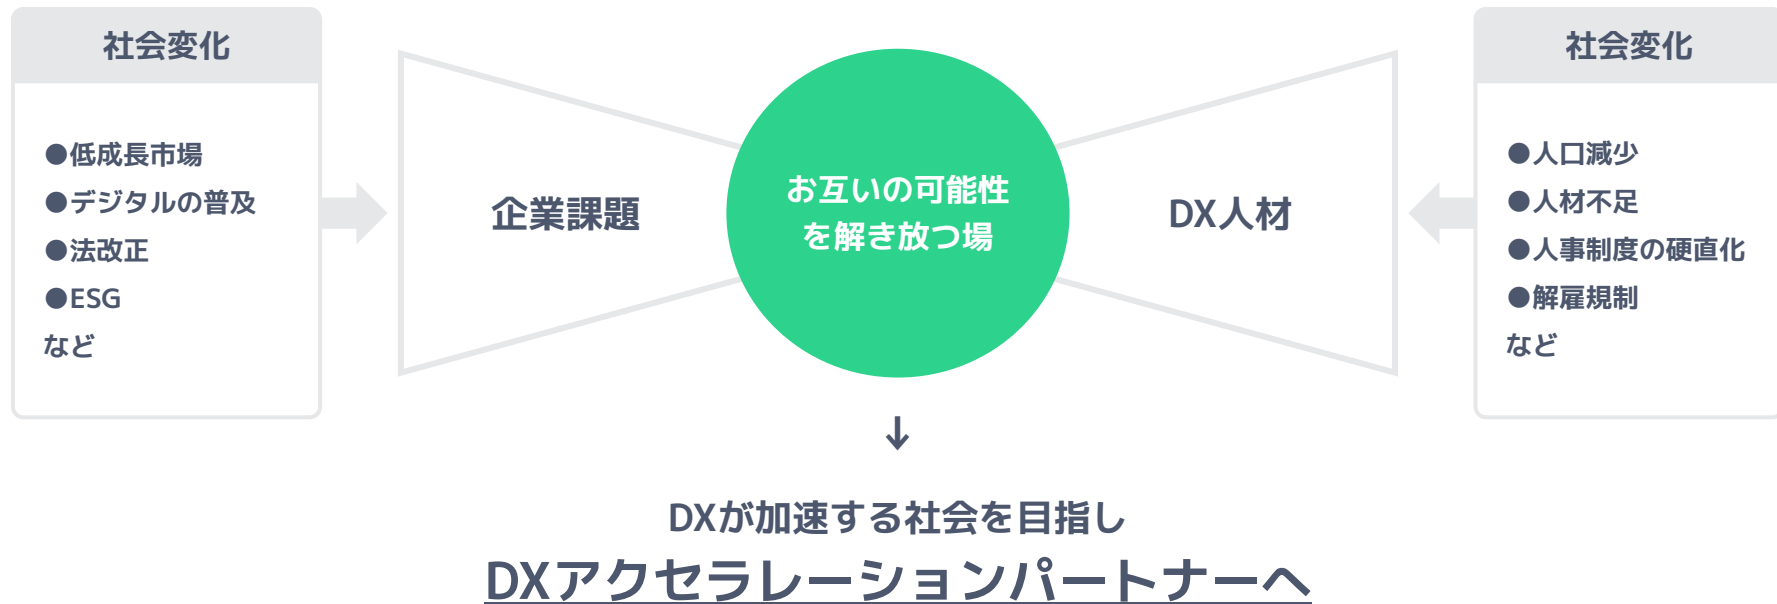 社会変化
●低成長市場
●デジタルの普及
●法改正
●ESG
など
企業課題
お互いの可能性
を解き放つ場
DX人材
社会変化
●人口減少
●人材不足
●人事制度の硬直化
●解雇規制
など
↓
DXが加速する社会を目指し
DXアクセラレーションパートナーへ